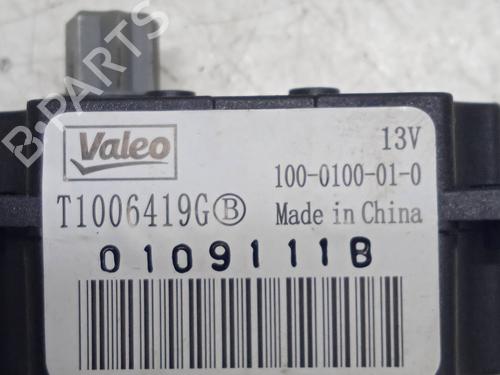 B-PARTS
Valeo
13V
100-0100-01-0
T1006419G Ⓑ
Made in China
0109111B